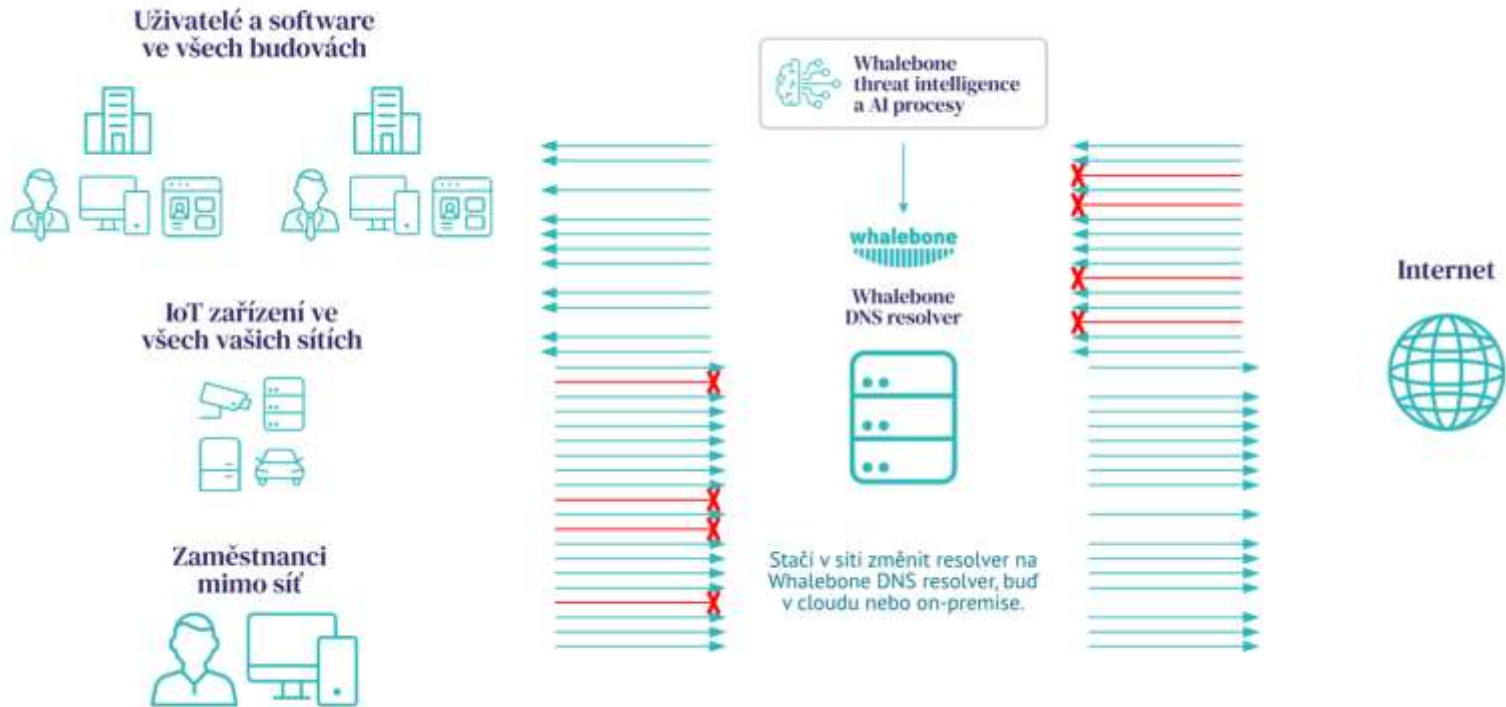 Uživatelé a software
ve všech budovách
Whalebone
threat intelligence
a AI procesy
whalebone
Whalebone
DNS resolver
Internet
IoT zařízení ve
všech vašich sítích
Zaměstnanci
mimo síť
Stačí v síti změnit resolver na
Whalebone DNS resolver, buď
v cloudu nebo on-premise.